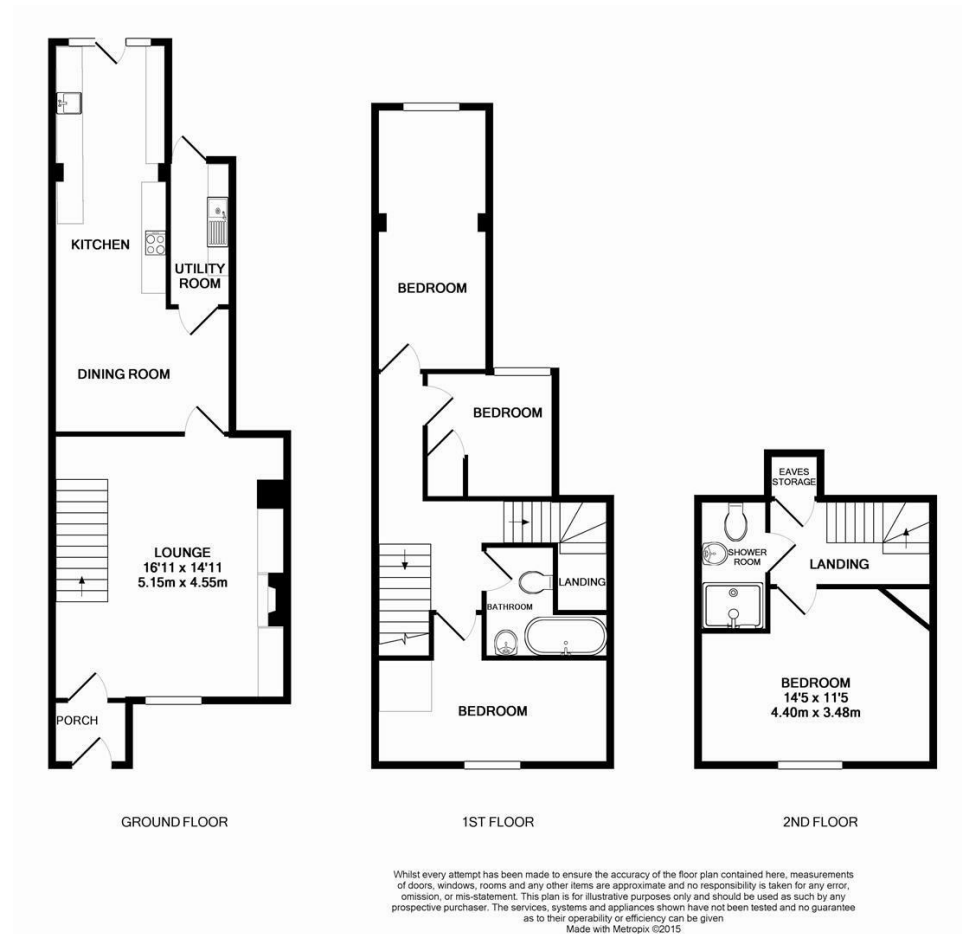 KITCHEN
UTILITY
ROOM
DINING ROOM
LOUNGE
16'11 x 14'11
5.15m x 4.55m
PORCH
GROUND FLOOR
BEDROOM
BEDROOM
LANDING
BATHROOM
BEDROOM
1ST FLOOR
EAVES
STORAGE
SHOWER
ROOM
LANDING
BEDROOM
14'5 x 11'5
4.40m x 3.48m
2ND FLOOR
Whilst every attempt has been made to ensure the accuracy of the floor plan contained here, measurements
of doors, windows, rooms and any other items are approximate and no responsibility is taken for any error,
omission, or mis-statement. This plan is for illustrative purposes only and should be used as such by any
prospective purchaser. The services, systems and appliances shown have not been tested and no guarantee
as to their operability or efficiency can be given
Made with Metropix ©2015